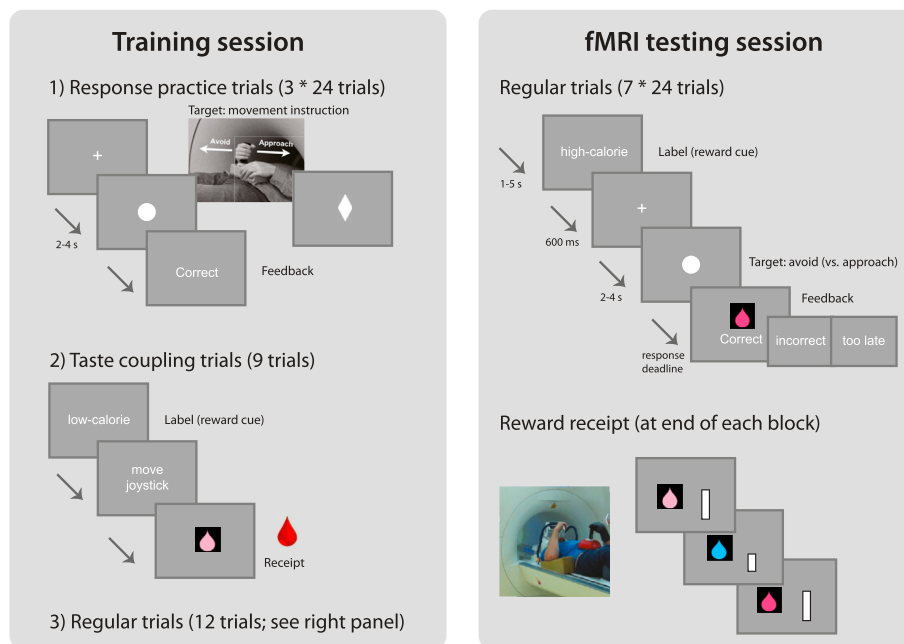 Training session
1) Response practice trials (3 * 24 trials)
Target: movement instruction
Avoid
Approach
+
2-4 s
Correct
Feedback
2) Taste coupling trials (9 trials)
low-calorie
Label (reward cue)
move
joystick
Receipt
3) Regular trials (12 trials; see right panel)
fMRI testing session
Regular trials (7 * 24 trials)
high-calorie
Label (reward cue)
1-5 s
+
600 ms
Target: avoid (vs. approach)
2-4 s
Feedback
Correct
incorrect
too late
response
deadline
Reward receipt (at end of each block)